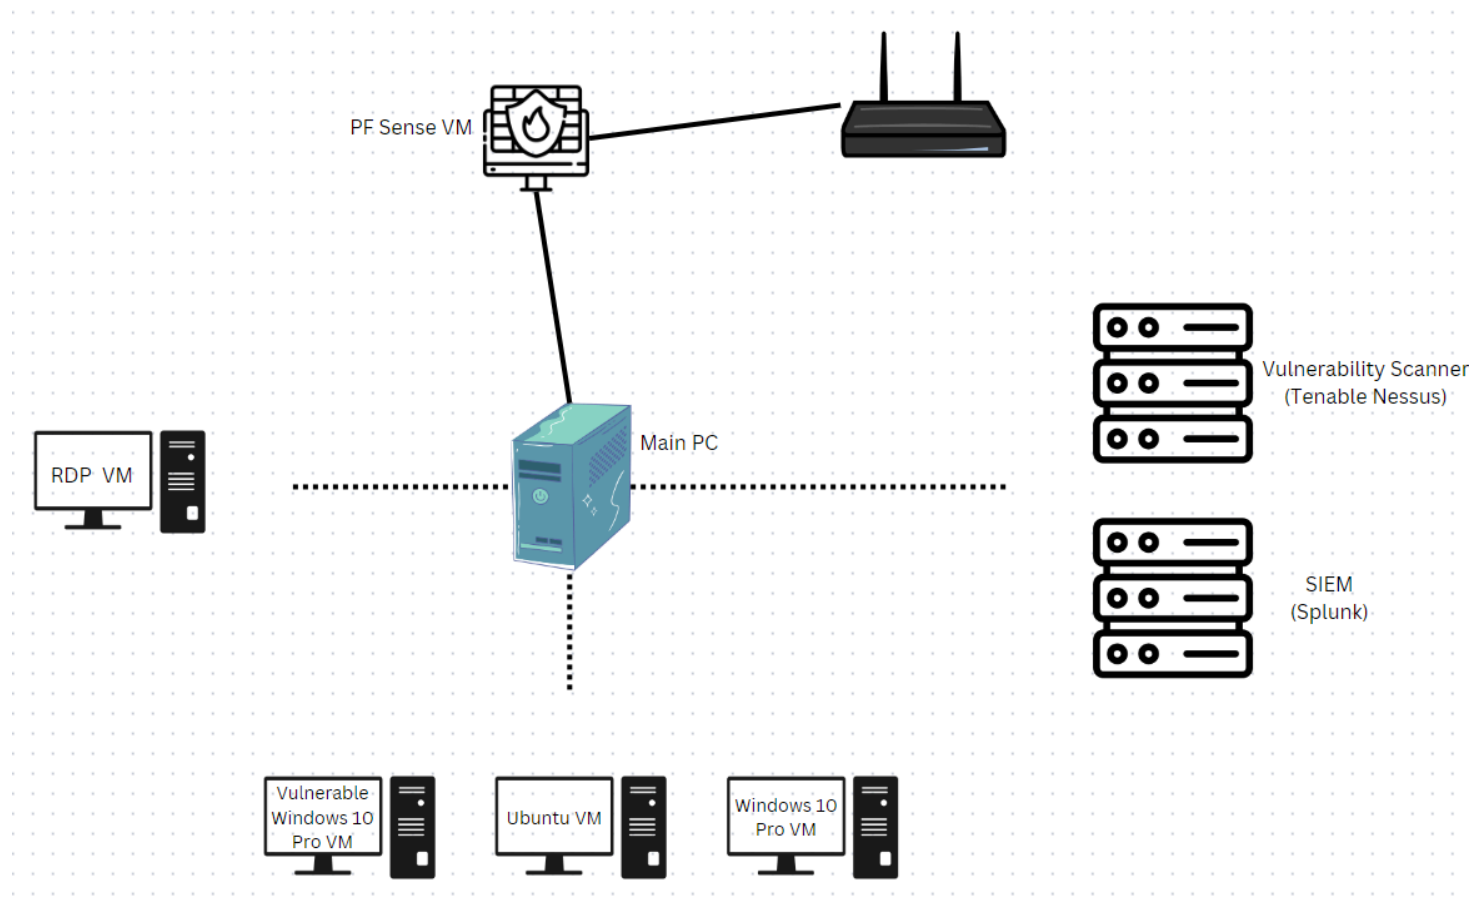 PF Sense VM
Vulnerability Scanner
(Tenable Nessus)
Main PC
RDP VM
SIEM
(Splunk)
Vulnerable
Windows 10
Pro VM
Ubuntu VM
Windows 10
Pro VM